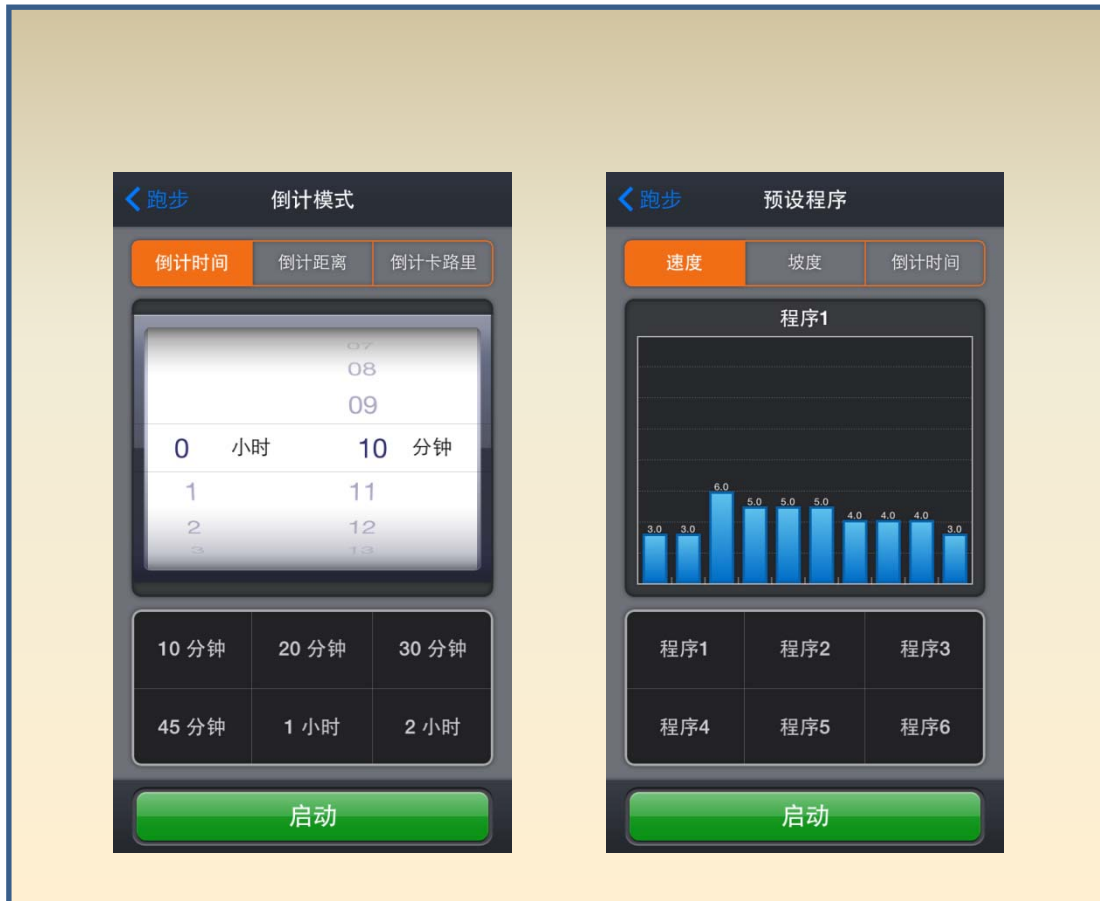 跑步 倒计模式
倒计时间 倒计距离 倒计卡路里
07
08
09
0 小时 10 分钟
1 11
2 12
3 13
10 分钟 20 分钟 30 分钟
45 分钟 1 小时 2 小时
启动
跑步 预设程序
速度 坡度 倒计时间
程序1
3.0 3.0 6.0 5.0 5.0 5.0 4.0 4.0 4.0 3.0
程序1 程序2 程序3
程序4 程序5 程序6
启动